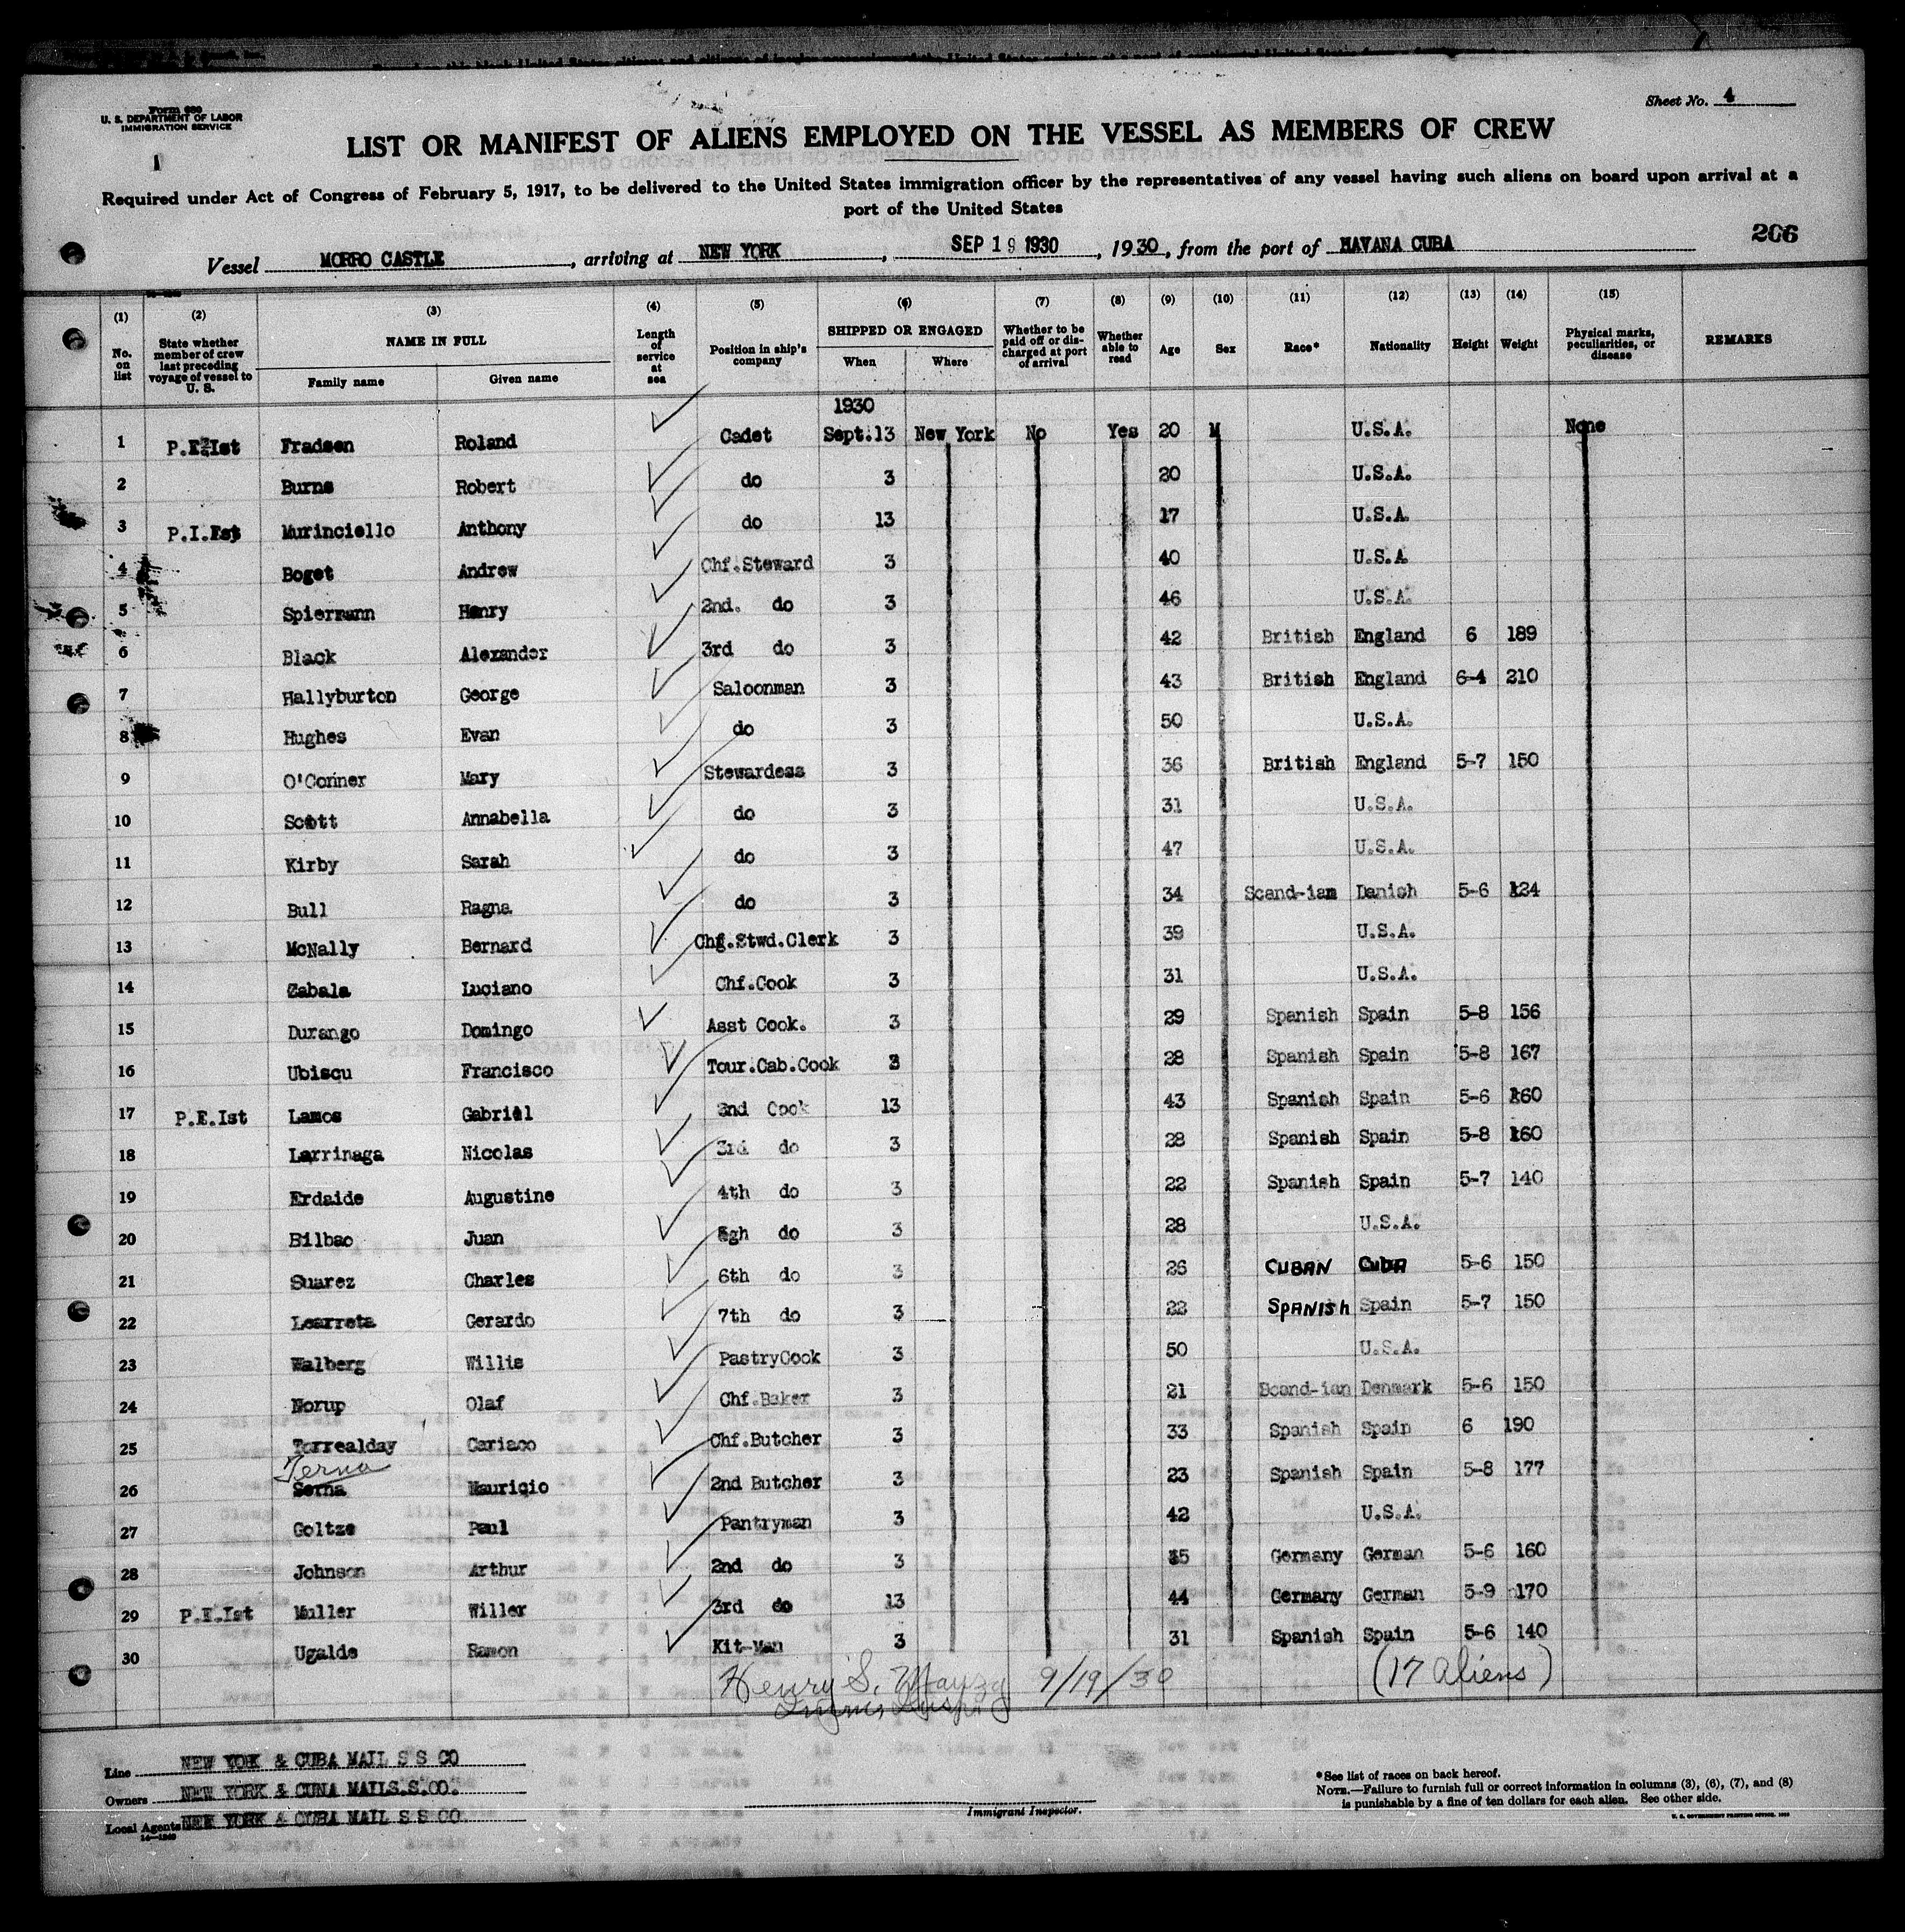 Form 680
U. S. DEPARTMENT OF LABOR
IMMIGRATION SERVICE
1
Sheet No. 4
LIST OR MANIFEST OF ALIENS EMPLOYED ON THE VESSEL AS MEMBERS OF CREW
Required under Act of Congress of February 5, 1917, to be delivered to the United States immigration officer by the representatives of any vessel having such aliens on board upon arrival at a
port of the United States
206
Vessel MORRO CASTLE, arriving at NEW YORK, SEP 19 1930, 1930, from the port of HAVANA CUBA
(1) No. on list (2) State whether member of crew last preceding voyage of vessel to U. S. (3) NAME IN FULL Family name Given name (4) Length of service at sea (5) Position in ship's company (6) SHIPPED OR ENGAGED When Where (7) Whether to be paid off or discharged at port of arrival (8) Whether able to read (9) Age (10) Sex (11) Race* (12) Nationality (13) Height (14) Weight (15) Physical marks, peculiarities, or disease REMARKS
1930
1 P.E.Ist Fradsen Roland Cadet Sept.13 New York No Yes 20 M U.S.A. None
2 Burns Robert do 3 20 U.S.A.
3 P.I.Est Murinciello Anthony do 13 17 U.S.A.
4 Boget Andrew Chf.Steward 3 40 U.S.A
5 Spiermann Henry 2nd. do 3 46 U.S.A.
6 Black Alexander 3rd do 3 42 British England 6 189
7 Hallyburton George Saloonman 3 43 British England 6-4 210
8 Hughes Evan do 3 50 U.S.A.
9 O'Conner Mary Stewardess 3 36 British England 5-7 150
10 Scott Annabella do 3 31 U.S.A.
11 Kirby Sarah do 3 47 U.S.A.
12 Bull Ragna do 3 34 Scand-ian Danish 5-6 124
13 McNally Bernard Chf.Stwd.Clerk 3 39 U.S.A.
14 Zabala Luciano Chf.Cook 3 31 U.S.A.
15 Durango Domingo Asst Cook. 3 29 Spanish Spain 5-8 156
16 Ubiscu Francisco Tour.Cab.Cook 3 28 Spanish Spain 5-8 167
17 P.E.Ist Lamos Gabriel 2nd Cook 13 43 Spanish Spain 5-6 160
18 Larrinaga Nicolas 3rd do 3 28 Spanish Spain 5-8 160
19 Erdaide Augustine 4th do 3 22 Spanish Spain 5-7 140
20 Bilbao Juan 5gh do 3 28 U.S.A.
21 Suarez Charles 6th do 3 26 CUBAN CUBA 5-6 150
22 Learreta Gerardo 7th do 3 22 SPANISh Spain 5-7 150
23 Walberg Willis PastryCook 3 50 U.S.A.
24 Norup Olaf Chf.Baker 3 21 Scand-ian Denmark 5-6 150
25 Torrealday Cariaco Chf.Butcher 3 33 Spanish Spain 6 190
Terna
26 Serna Mauricio 2nd Butcher 3 23 Spanish Spain 5-8 177
27 Goltze Paul Pantryman 3 42 U.S.A.
28 Johnson Arthur 2nd do 3 35 Germany German 5-6 160
29 P.E.Ist Muller Willer 3rd do 13 44 Germany German 5-9 170
30 Ugalde Ramon Kit-Man 3 31 Spanish Spain 5-6 140
Henry S. 9/19/30 (17 aliens)
Line NEW YORK & CUBA MAIL S S CO
Owners NEW YORK & CUNA MAILS.S.CO.
Local Agents NEW YORK & CUBA MAIL S S CO.
14—1240
Immigrant Inspector.
*See list of races on back hereof.
NOTE.—Failure to furnish full or correct information in columns (3), (6), (7), and (8)
is punishable by a fine of ten dollars for each alien. See other side.
U. S. GOVERNMENT PRINTING OFFICE